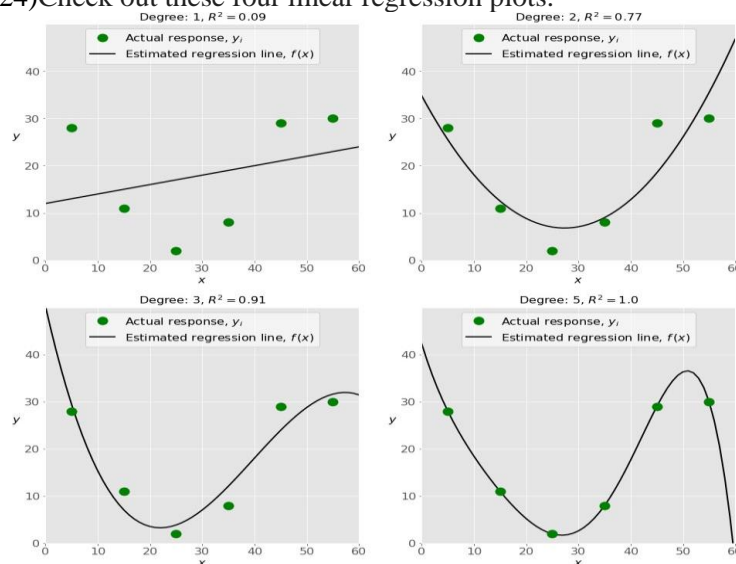 24)Check out these four linear regression plots:
Degree: 1, R² = 0.09
Actual response, yᵢ
Estimated regression line, f(x)
40
30
y
20
10
0
0 10 20 30 40 50 60
x
Degree: 2, R² = 0.77
Actual response, yᵢ
Estimated regression line, f(x)
40
30
y
20
10
0
0 10 20 30 40 50 60
x
Degree: 3, R² = 0.91
Actual response, yᵢ
Estimated regression line, f(x)
40
30
y
20
10
0
0 10 20 30 40 50 60
x
Degree: 5, R² = 1.0
Actual response, yᵢ
Estimated regression line, f(x)
40
30
y
20
10
0
0 10 20 30 40 50 60
x